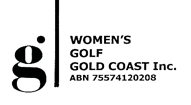 g
WOMEN'S
GOLF
GOLD COAST Inc.
ABN 75574120208